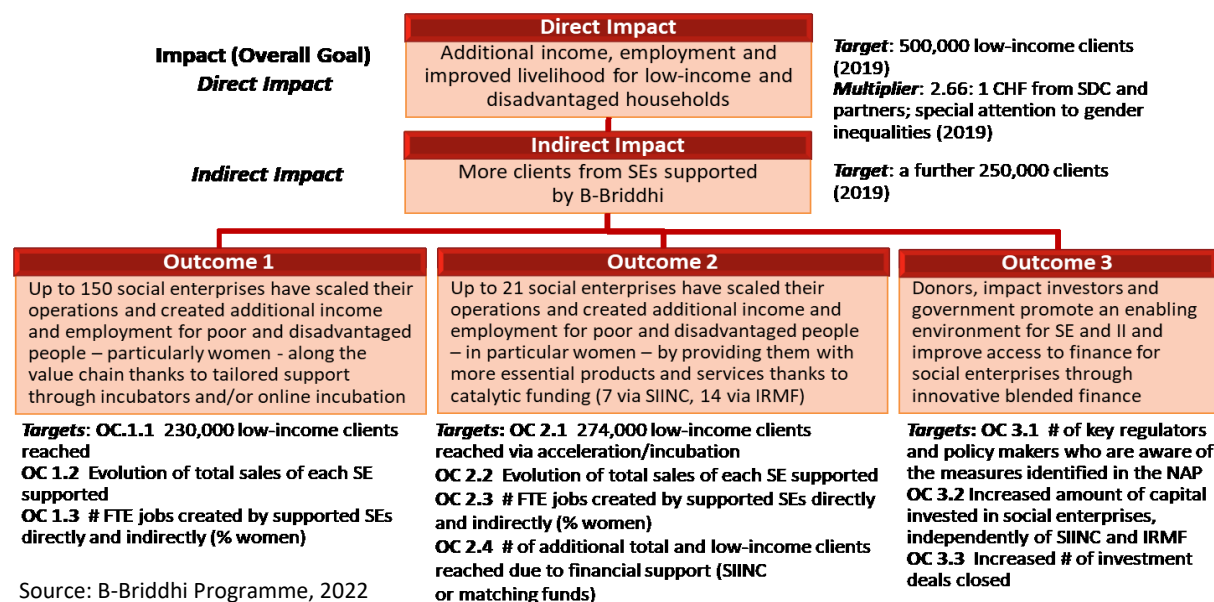 Impact (Overall Goal)
Direct Impact
Direct Impact
Additional income, employment and
improved livelihood for low-income and
disadvantaged households
Target: 500,000 low-income clients
(2019)
Multiplier: 2.66: 1 CHF from SDC and
partners; special attention to gender
inequalities (2019)
Indirect Impact
Indirect Impact
More clients from SEs supported
by B-Briddhi
Target: a further 250,000 clients
(2019)
Outcome 1
Up to 150 social enterprises have scaled their
operations and created additional income
and employment for poor and disadvantaged
people – particularly women - along the
value chain thanks to tailored support
through incubators and/or online incubation
Targets: OC.1.1 230,000 low-income clients
reached
OC 1.2 Evolution of total sales of each SE
supported
OC 1.3 # FTE jobs created by supported SEs
directly and indirectly (% women)
Outcome 2
Up to 21 social enterprises have scaled their
operations and created additional income and
employment for poor and disadvantaged people
– in particular women – by providing them with
more essential products and services thanks to
catalytic funding (7 via SIINC, 14 via IRMF)
Targets: OC 2.1 274,000 low-income clients
reached via acceleration/incubation
OC 2.2 Evolution of total sales of each SE supported
OC 2.3 # FTE jobs created by supported SEs directly
and indirectly (% women)
OC 2.4 # of additional total and low-income clients
reached due to financial support (SIINC
or matching funds)
Outcome 3
Donors, impact investors and
government promote an enabling
environment for SE and II and
improve access to finance for
social enterprises through
innovative blended finance
Targets: OC 3.1 # of key regulators
and policy makers who are aware of
the measures identified in the NAP
OC 3.2 Increased amount of capital
invested in social enterprises,
independently of SIINC and IRMF
OC 3.3 Increased # of investment
deals closed
Source: B-Briddhi Programme, 2022